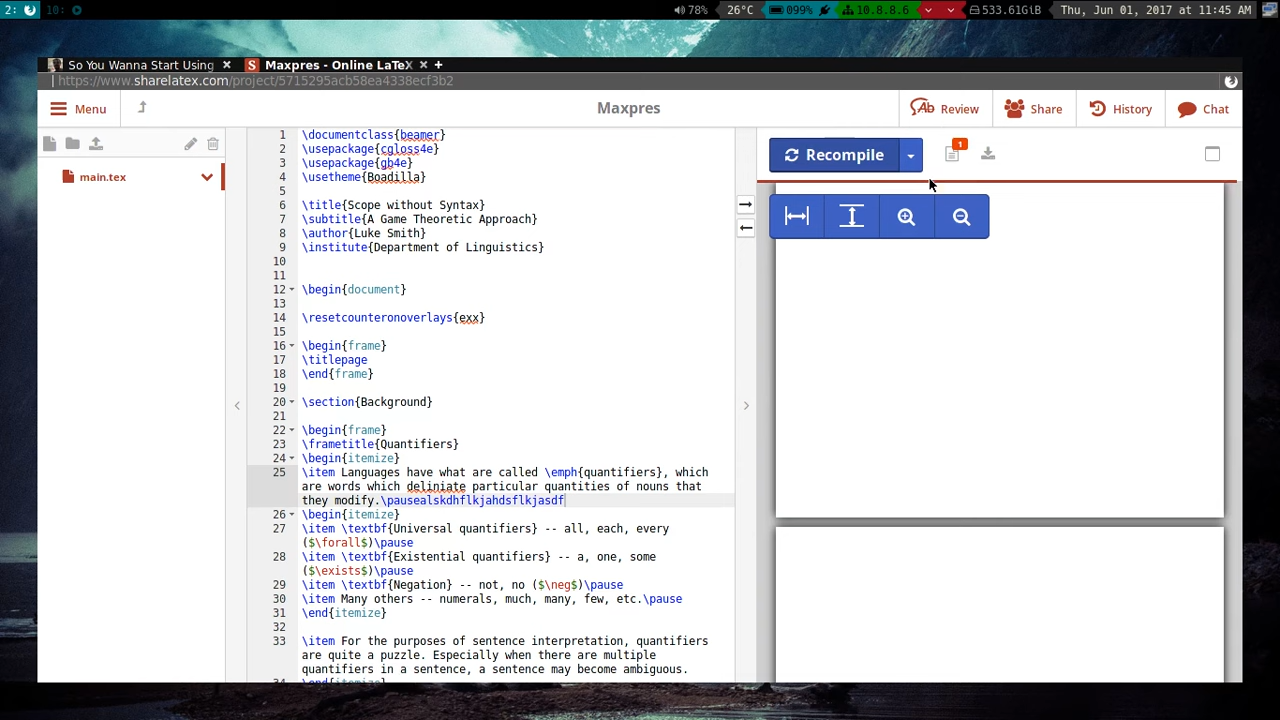 2: 10: 78% 26°C 099% 10.8.8.6 533.61GiB Thu, Jun 01, 2017 at 11:45 AM
So You Wanna Start Using × Maxpres - Online LaTeX × +
https://www.sharelatex.com/project/5715295acb58ea4338ecf3b2
Menu Maxpres Review Share History Chat
main.tex
Recompile 1
1 \documentclass{beamer}
2 \usepackage{cgloss4e}
3 \usepackage{gb4e}
4 \usetheme{Boadilla}
5
6 \title{Scope without Syntax}
7 \subtitle{A Game Theoretic Approach}
8 \author{Luke Smith}
9 \institute{Department of Linguistics}
10
11
12 \begin{document}
13
14 \resetcounteronoverlays{exx}
15
16 \begin{frame}
17 \titlepage
18 \end{frame}
19
20 \section{Background}
21
22 \begin{frame}
23 \frametitle{Quantifiers}
24 \begin{itemize}
25 \item Languages have what are called \emph{quantifiers}, which
are words which deliniate particular quantities of nouns that
they modify.\pausealskdhflkjahdsflkjasdf
26 \begin{itemize}
27 \item \textbf{Universal quantifiers} -- all, each, every
($\forall$)\pause
28 \item \textbf{Existential quantifiers} -- a, one, some
($\exists$)\pause
29 \item \textbf{Negation} -- not, no ($\neg$)\pause
30 \item Many others -- numerals, much, many, few, etc.\pause
31 \end{itemize}
32
33 \item For the purposes of sentence interpretation, quantifiers
are quite a puzzle. Especially when there are multiple
quantifiers in a sentence, a sentence may become ambiguous.
34 \end{itemize}